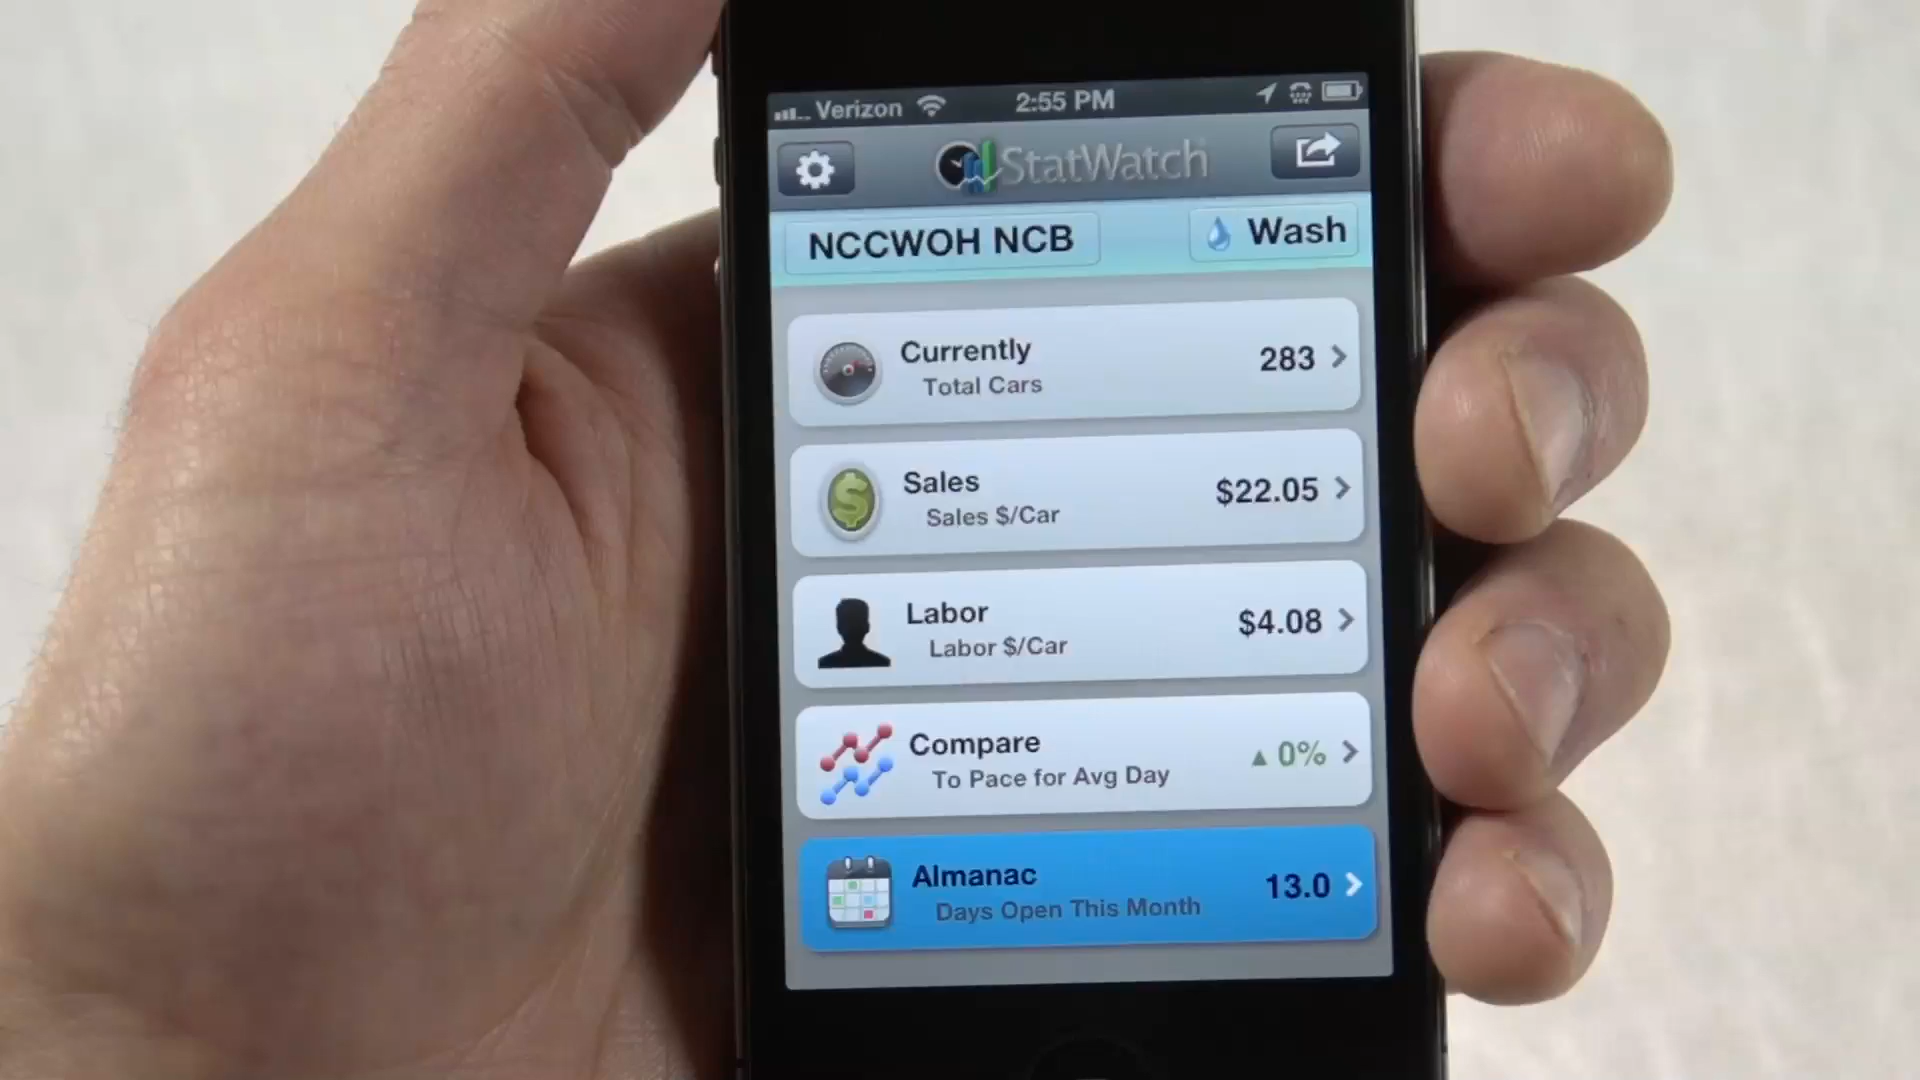 Verizon 2:55 PM
StatWatch
NCCWOH NCB Wash
Currently
Total Cars
283
Sales
Sales $/Car
$22.05
Labor
Labor $/Car
$4.08
Compare
To Pace for Avg Day
▲ 0%
Almanac
Days Open This Month
13.0